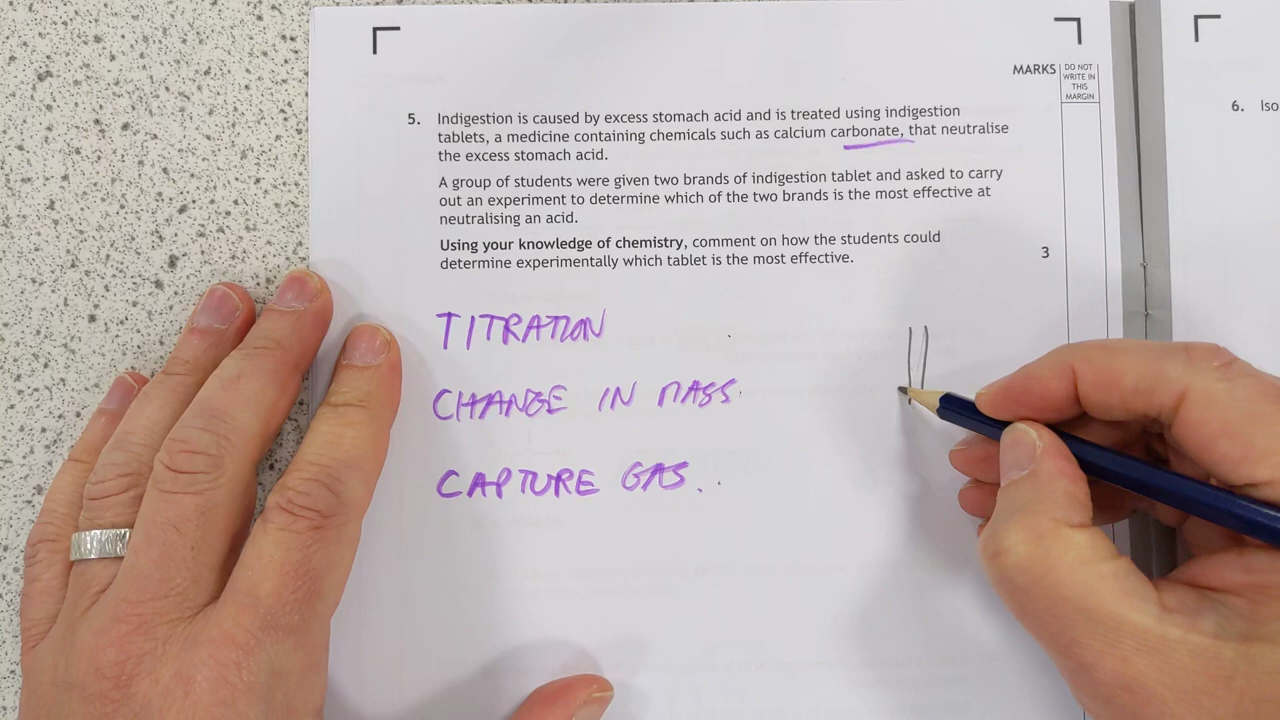 MARKS
DO NOT
WRITE IN
THIS
MARGIN
5. Indigestion is caused by excess stomach acid and is treated using indigestion
tablets, a medicine containing chemicals such as calcium carbonate, that neutralise
the excess stomach acid.
A group of students were given two brands of indigestion tablet and asked to carry
out an experiment to determine which of the two brands is the most effective at
neutralising an acid.
Using your knowledge of chemistry, comment on how the students could
determine experimentally which tablet is the most effective.
3
TITRATION
CHANGE IN MASS
CAPTURE GAS.
6. Iso